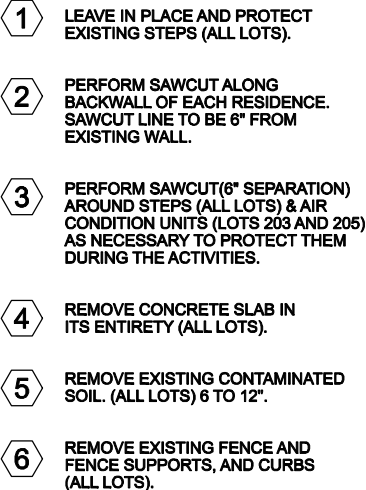 1 LEAVE IN PLACE AND PROTECT
EXISTING STEPS (ALL LOTS).
2 PERFORM SAWCUT ALONG
BACKWALL OF EACH RESIDENCE.
SAWCUT LINE TO BE 6" FROM
EXISTING WALL.
3 PERFORM SAWCUT(6" SEPARATION)
AROUND STEPS (ALL LOTS) & AIR
CONDITION UNITS (LOTS 203 AND 205)
AS NECESSARY TO PROTECT THEM
DURING THE ACTIVITIES.
4 REMOVE CONCRETE SLAB IN
ITS ENTIRETY (ALL LOTS).
5 REMOVE EXISTING CONTAMINATED
SOIL. (ALL LOTS) 6 TO 12".
6 REMOVE EXISTING FENCE AND
FENCE SUPPORTS, AND CURBS
(ALL LOTS).